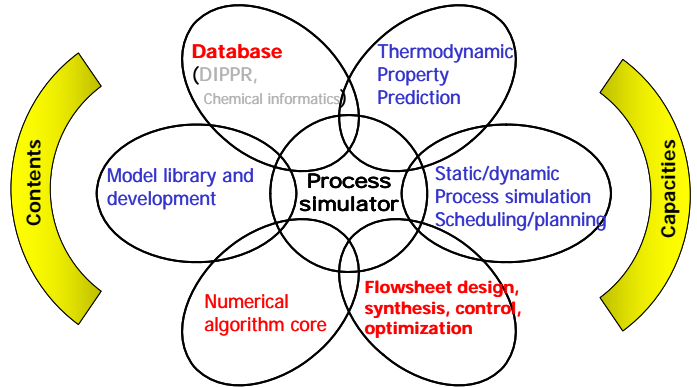 Contents
Database
(DIPPR,
Chemical informatics)
Thermodynamic
Property
Prediction
Model library and
development
Process
simulator
Static/dynamic
Process simulation
Scheduling/planning
Numerical
algorithm core
Flowsheet design,
synthesis, control,
optimization
Capacities